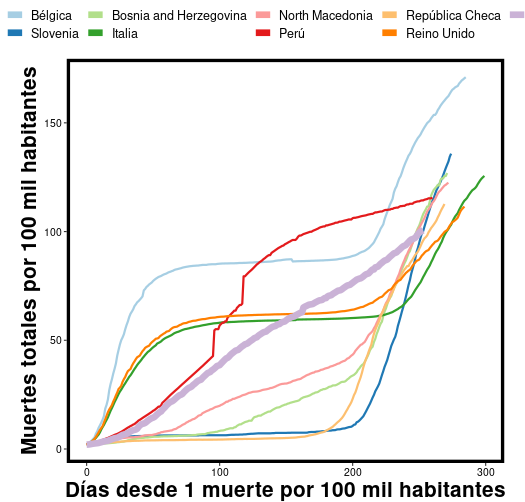 Bélgica Bosnia and Herzegovina North Macedonia República Checa
Slovenia Italia Perú Reino Unido
Muertes totales por 100 mil habitantes
150
100
50
0
0 100 200 300
Días desde 1 muerte por 100 mil habitantes